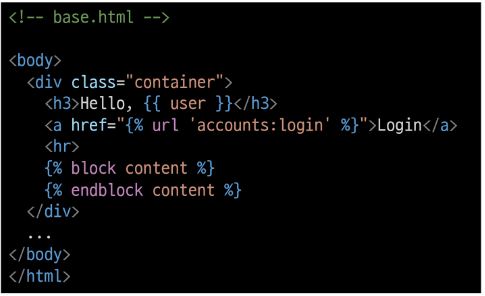 <!-- base.html -->
<body>
<div class="container">
<h3>Hello, {{ user }}</h3>
<a href="{% url 'accounts:login' %}">Login</a>
<hr>
{% block content %}
{% endblock content %}
</div>
...
</body>
</html>